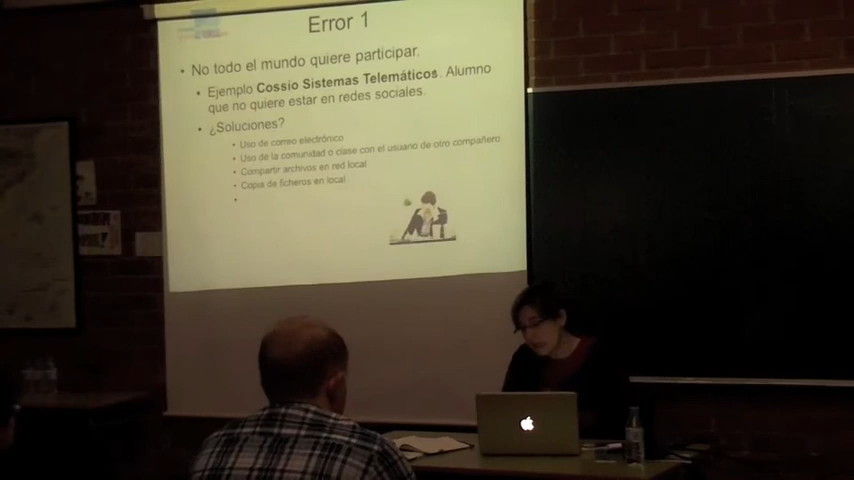 Error 1
• No todo el mundo quiere participar.
• Ejemplo Cossío Sistemas Telemáticos. Alumno
que no quiere estar en redes sociales.
• ¿Soluciones?
• Uso de correo electrónico
• Uso de la comunidad o clase con el usuario de otro compañero
• Compartir archivos en red local
• Copia de ficheros en local
•